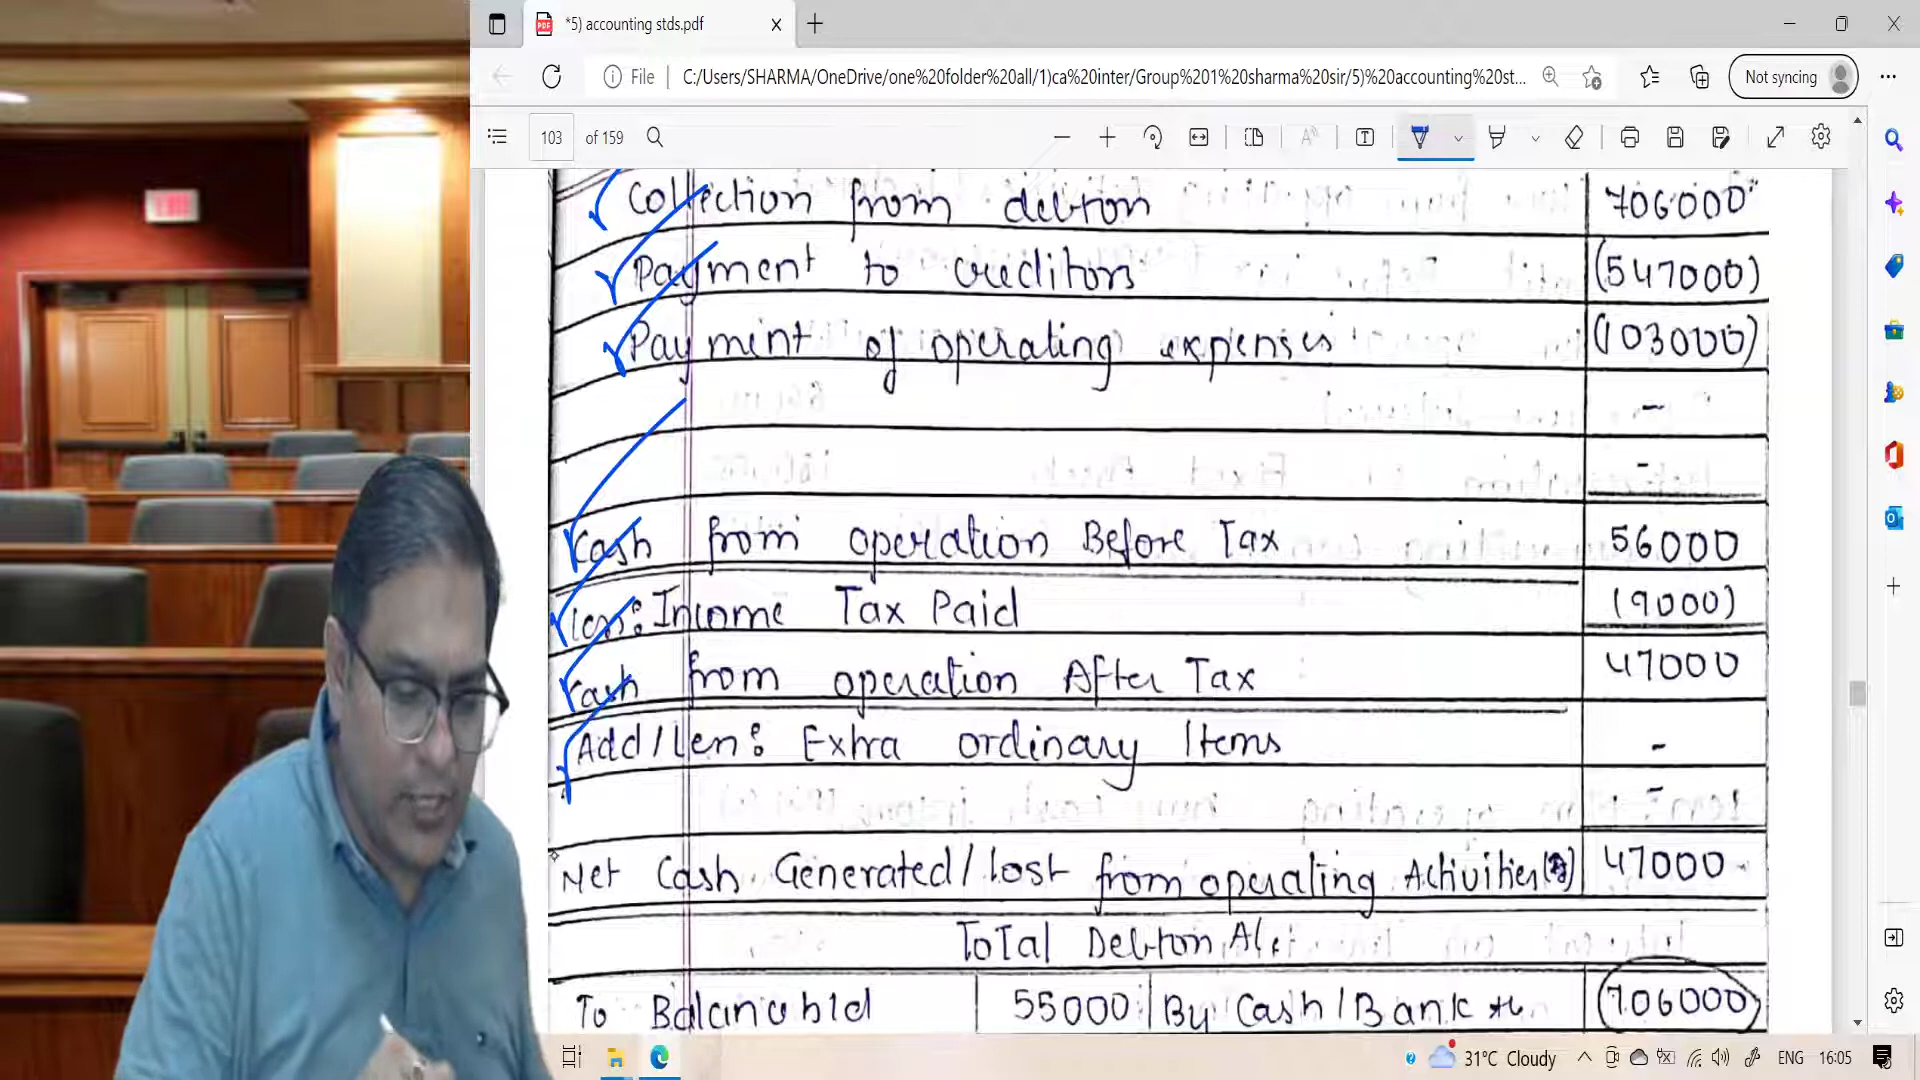 *5) accounting stds.pdf
File
C:/Users/SHARMA/OneDrive/one%20folder%20all/1)ca%20inter/Group%201%20sharma%20sir/5)%20accounting%20st...
Not syncing
103 of 159
Collection from debtors 706000
Payment to creditors (547000)
Payment of operating expenses (103000)
-
-
Cash from operation Before Tax 56000
Less: Income Tax Paid (9000)
Cash from operation After Tax 47000
Add/Less: Extra ordinary Items -
-
Net Cash Generated/lost from operating Activities 47000
Total Debtors A/c
To Balance b/d 55000 By Cash/Bank 706000
31°C Cloudy
ENG 16:05